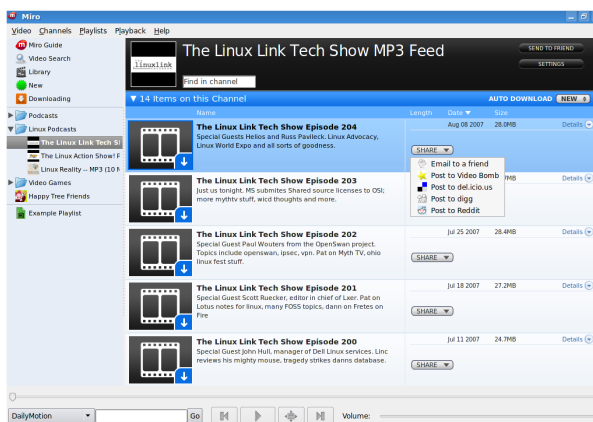 Miro
Video Channels Playlists Playback Help
Miro Guide
Video Search
Library
New
Downloading
Podcasts
Linux Podcasts
The Linux Link Tech S
The Linux Action Show! F
Linux Reality -- MP3 (10 N
Video Games
Happy Tree Friends
Example Playlist
linuxlink
The Linux Link Tech Show MP3 Feed
Find in channel
SEND TO FRIEND
SETTINGS
14 Items on this Channel
AUTO DOWNLOAD NEW
Name Length Date Size
The Linux Link Tech Show Episode 204
Special Guests Helios and Russ Pavileck. Linux Advocacy,
Linux World Expo and all sorts of goodness.
Aug 08 2007 28.0MB Details
SHARE
Email to a friend
Post to Video Bomb
Post to del.icio.us
Post to digg
Post to Reddit
The Linux Link Tech Show Episode 203
Just us tonight. MS submites Shared source licenses to OSI;
more mythtv stuff, wicd thoughts and more.
Details
The Linux Link Tech Show Episode 202
Special Guest Paul Wouters from the OpenSwan project.
Topics include openswan, ipsec, vpn. Pat on Myth TV, ohio
linux fest stuff.
Jul 25 2007 28.4MB Details
SHARE
The Linux Link Tech Show Episode 201
Special Guest Scott Ruecker, editor in chief of Lxer. Pat on
Lotus notes for linux, many FOSS topics, dann on Fretes on
Fire
Jul 18 2007 27.2MB Details
SHARE
The Linux Link Tech Show Episode 200
Special Guest John Hull, manager of Dell Linux services. Linc
reviews his mighty mouse, tragedy strikes danns database.
Jul 11 2007 24.7MB Details
SHARE
DailyMotion
Go
Volume: